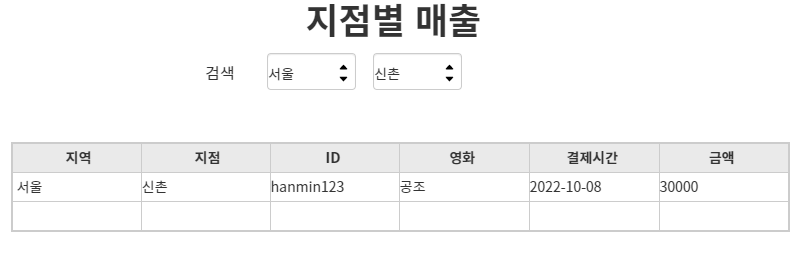 지점별 매출
검색 서울 신촌
지역 지점 ID 영화 결제시간 금액
서울 신촌 hanmin123 공조 2022-10-08 30000